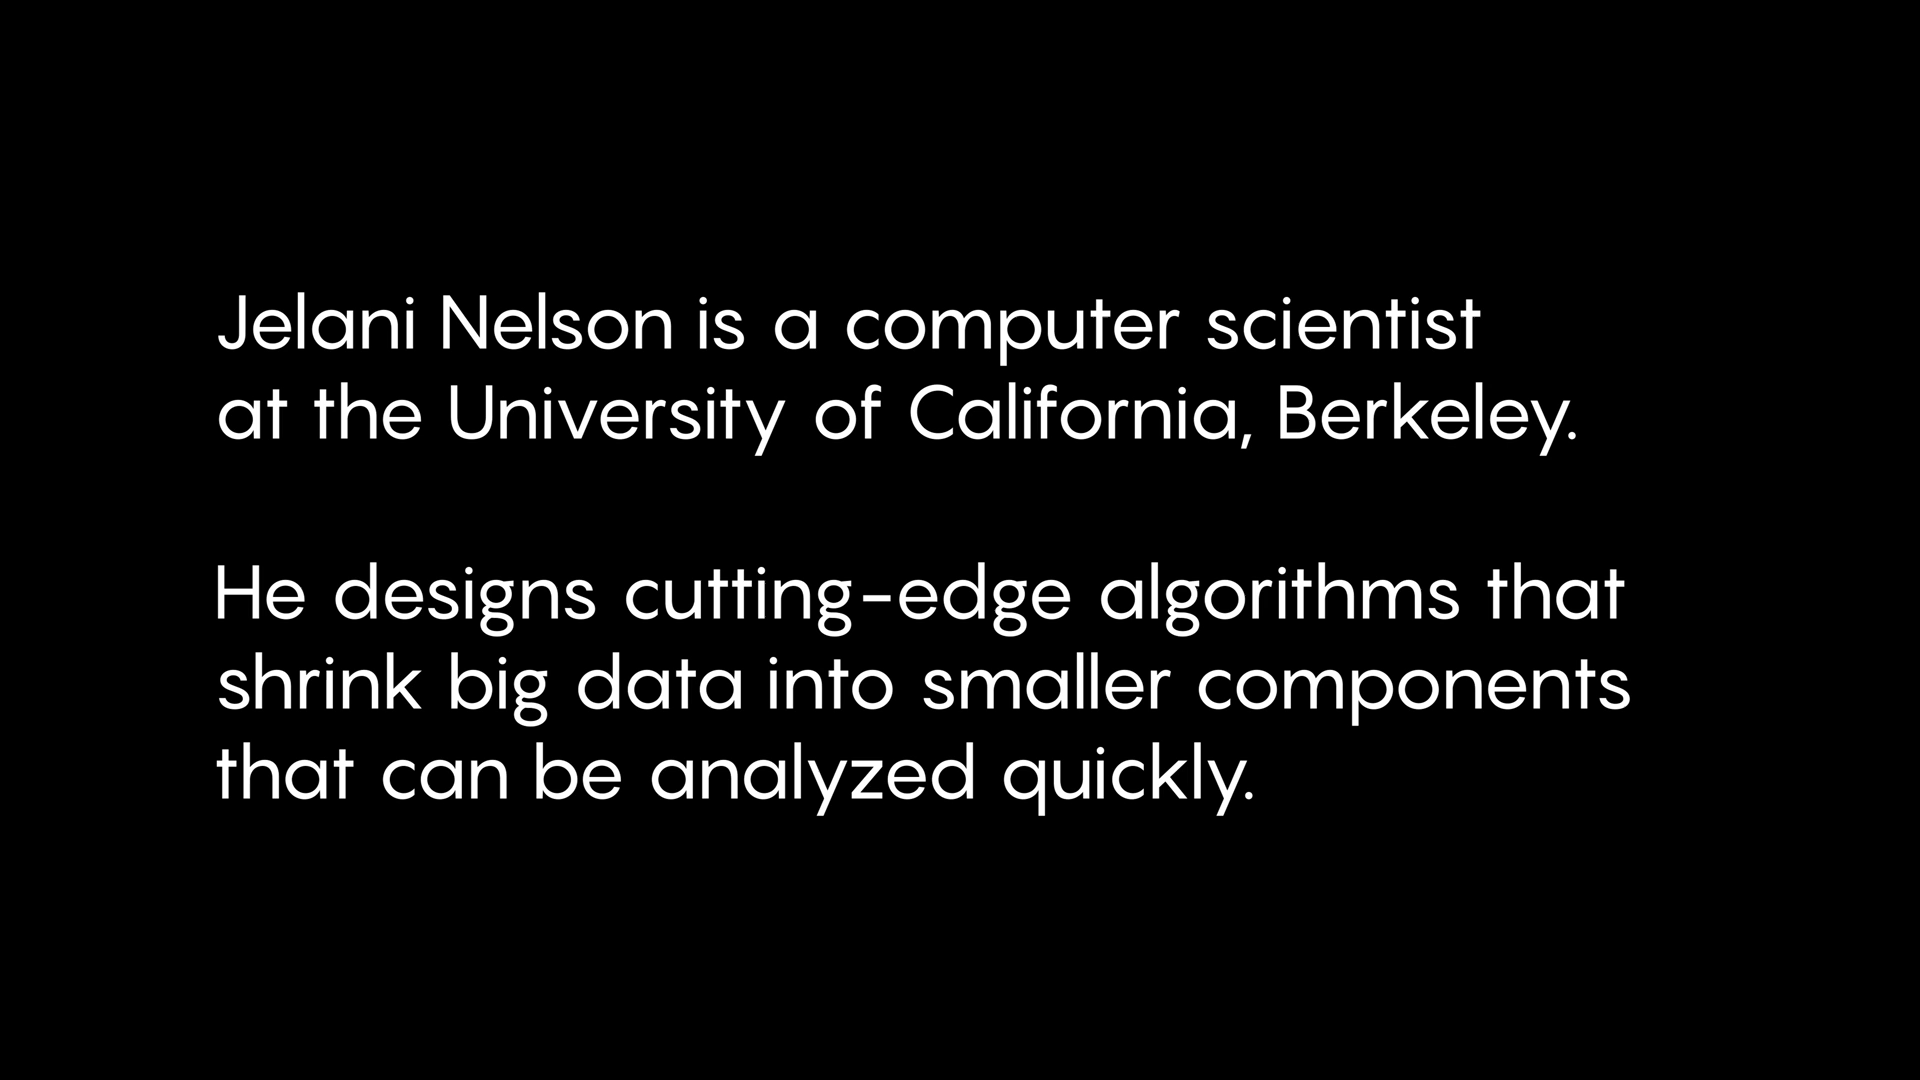 Jelani Nelson is a computer scientist
at the University of California, Berkeley.
He designs cutting-edge algorithms that
shrink big data into smaller components
that can be analyzed quickly.